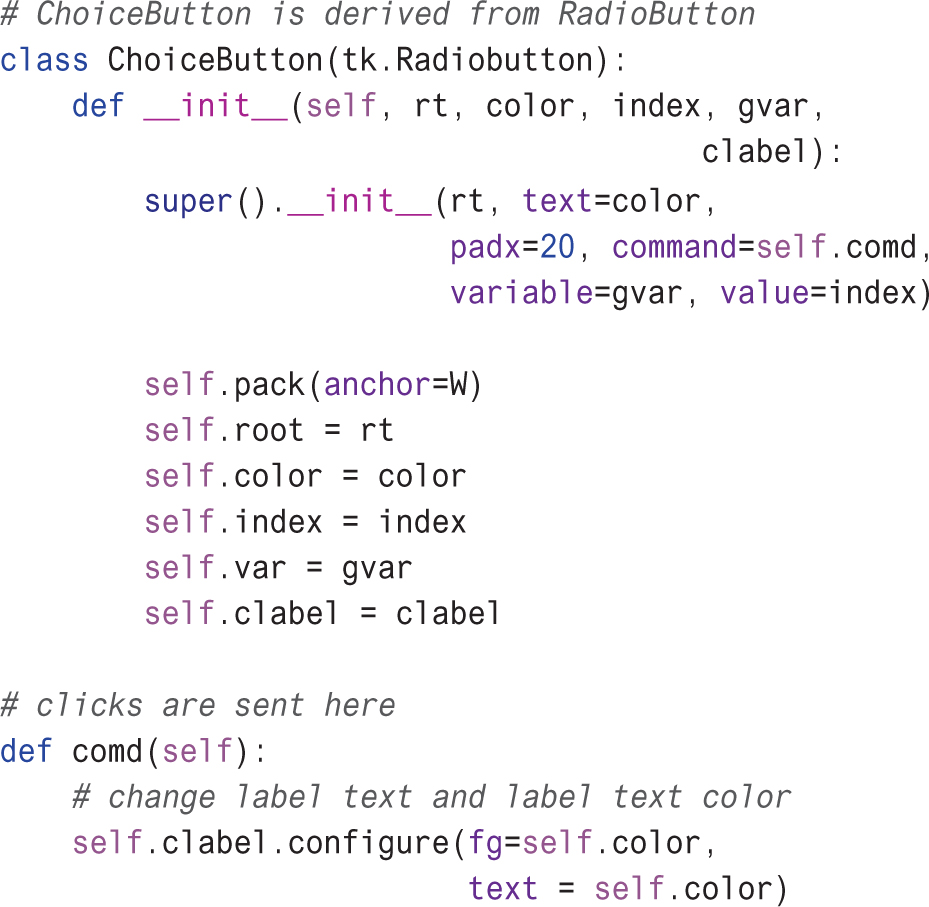 # ChoiceButton is derived from RadioButton
class ChoiceButton(tk.Radiobutton):
    def __init__(self, rt, color, index, gvar,
                                       clabel):
        super().__init__(rt, text=color,
                         padx=20, command=self.comd,
                         variable=gvar, value=index)

        self.pack(anchor=W)
        self.root = rt
        self.color = color
        self.index = index
        self.var = gvar
        self.clabel = clabel

# clicks are sent here
def comd(self):
    # change label text and label text color
    self.clabel.configure(fg=self.color,
                          text = self.color)